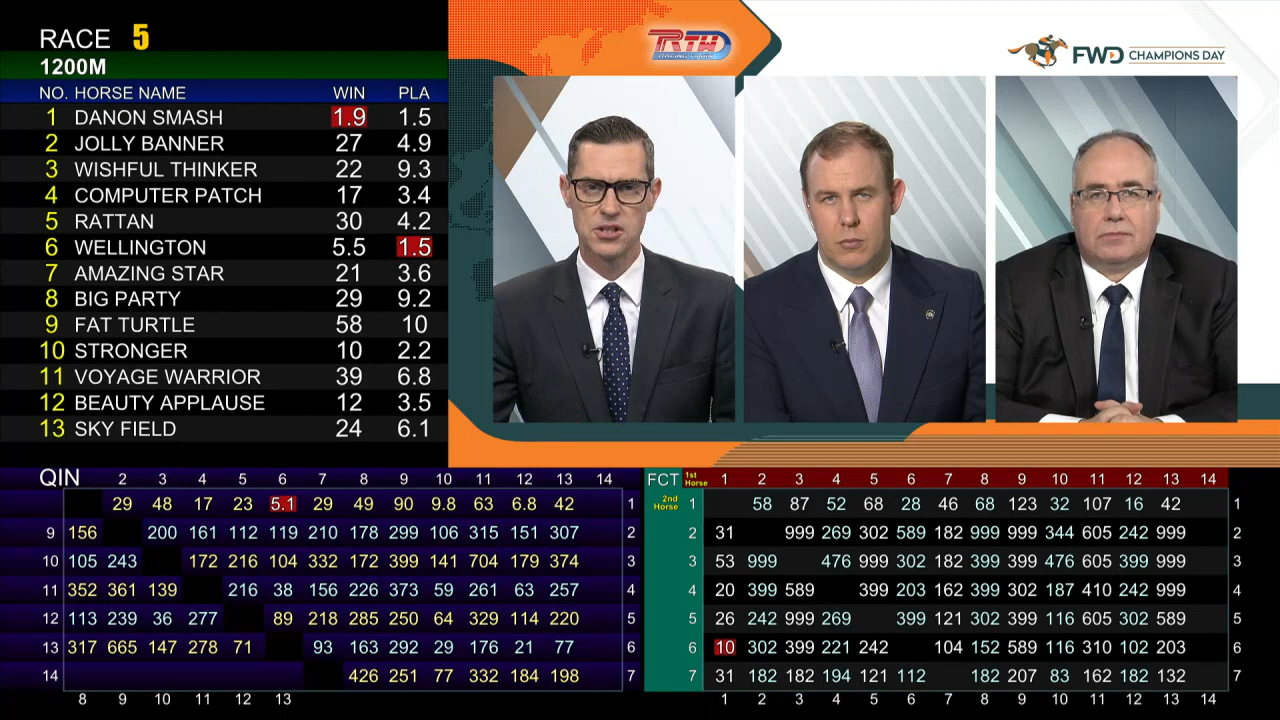 RACE 5
1200M
NO. HORSE NAME WIN PLA
1 DANON SMASH 1.9 1.5
2 JOLLY BANNER 27 4.9
3 WISHFUL THINKER 22 9.3
4 COMPUTER PATCH 17 3.4
5 RATTAN 30 4.2
6 WELLINGTON 5.5 1.5
7 AMAZING STAR 21 3.6
8 BIG PARTY 29 9.2
9 FAT TURTLE 58 10
10 STRONGER 10 2.2
11 VOYAGE WARRIOR 39 6.8
12 BEAUTY APPLAUSE 12 3.5
13 SKY FIELD 24 6.1
RTW
FWD CHAMPIONS DAY
QIN 2 3 4 5 6 7 8 9 10 11 12 13 14
29 48 17 23 5.1 29 49 90 9.8 63 6.8 42 1
9 156 200 161 112 119 210 178 299 106 315 151 307 2
10 105 243 172 216 104 332 172 399 141 704 179 374 3
11 352 361 139 216 38 156 226 373 59 261 63 257 4
12 113 239 36 277 89 218 285 250 64 329 114 220 5
13 317 665 147 278 71 93 163 292 29 176 21 77 6
14 426 251 77 332 184 198 7
8 9 10 11 12 13
FCT 1st Horse 1 2 3 4 5 6 7 8 9 10 11 12 13 14
2nd Horse 1 58 87 52 68 28 46 68 123 32 107 16 42 1
2 31 999 269 302 589 182 999 999 344 605 242 999 2
3 53 999 476 999 302 182 399 399 476 605 399 999 3
4 20 399 589 399 203 162 399 302 187 410 242 999 4
5 26 242 999 269 399 121 302 399 116 605 302 589 5
6 10 302 399 221 242 104 152 589 116 310 102 203 6
7 31 182 182 194 121 112 182 207 83 162 182 132 7
1 2 3 4 5 6 7 8 9 10 11 12 13 14